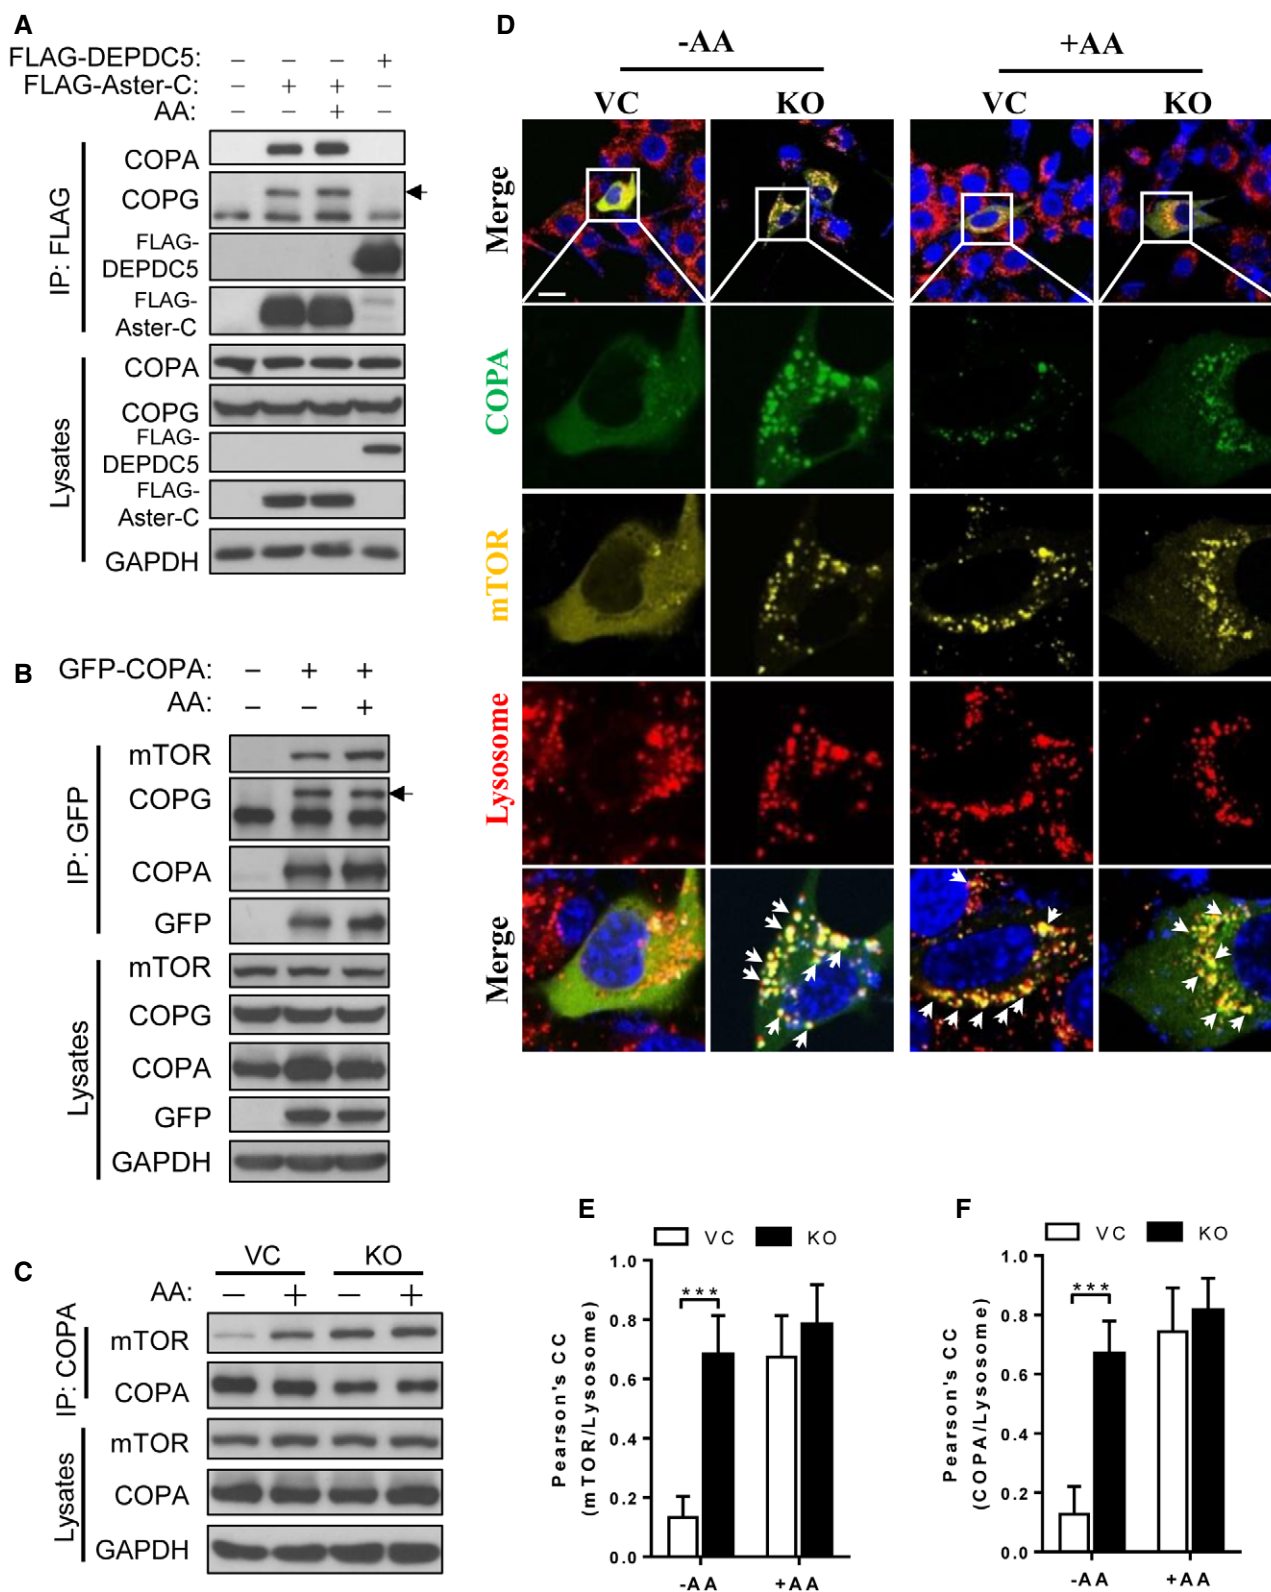 A
FLAG-DEPDC5: – – – +
FLAG-Aster-C: – + + –
AA: – – + –
IP: FLAG
COPA
COPG
FLAG-
DEPDC5
FLAG-
Aster-C
Lysates
COPA
COPG
FLAG-
DEPDC5
FLAG-
Aster-C
GAPDH
B
GFP-COPA: – + +
AA: – – +
IP: GFP
mTOR
COPG
COPA
GFP
Lysates
mTOR
COPG
COPA
GFP
GAPDH
C
VC KO
AA: – + – +
IP: COPA
mTOR
COPA
Lysates
mTOR
COPA
GAPDH
D
-AA +AA
VC KO VC KO
Merge
COPA
mTOR
Lysosome
Merge
E
VC KO
Pearson's CC
(mTOR/Lysosome)
1.0
0.8
0.6
0.4
0.2
0.0
***
-AA +AA
F
VC KO
Pearson's CC
(COPA/Lysosome)
1.0
0.8
0.6
0.4
0.2
0.0
***
-AA +AA